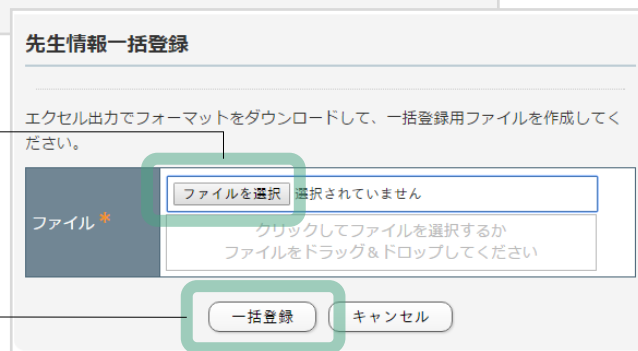 先生情報一括登録
エクセル出力でフォーマットをダウンロードして、一括登録用ファイルを作成してく
ださい。
ファイル*
ファイルを選択 選択されていません
クリックしてファイルを選択するか
ファイルをドラッグ&ドロップしてください
一括登録 キャンセル